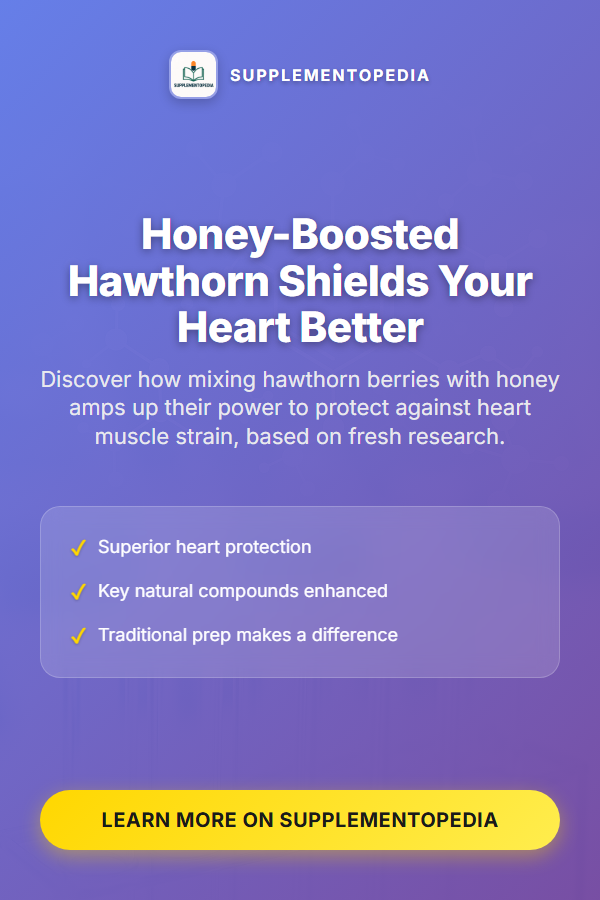 SUPPLEMENTOPEDIA
SUPPLEMENTOPEDIA
Honey-Boosted
Hawthorn Shields Your
Heart Better
Discover how mixing hawthorn berries with honey
amps up their power to protect against heart
muscle strain, based on fresh research.
✓ Superior heart protection
✓ Key natural compounds enhanced
✓ Traditional prep makes a difference
LEARN MORE ON SUPPLEMENTOPEDIA